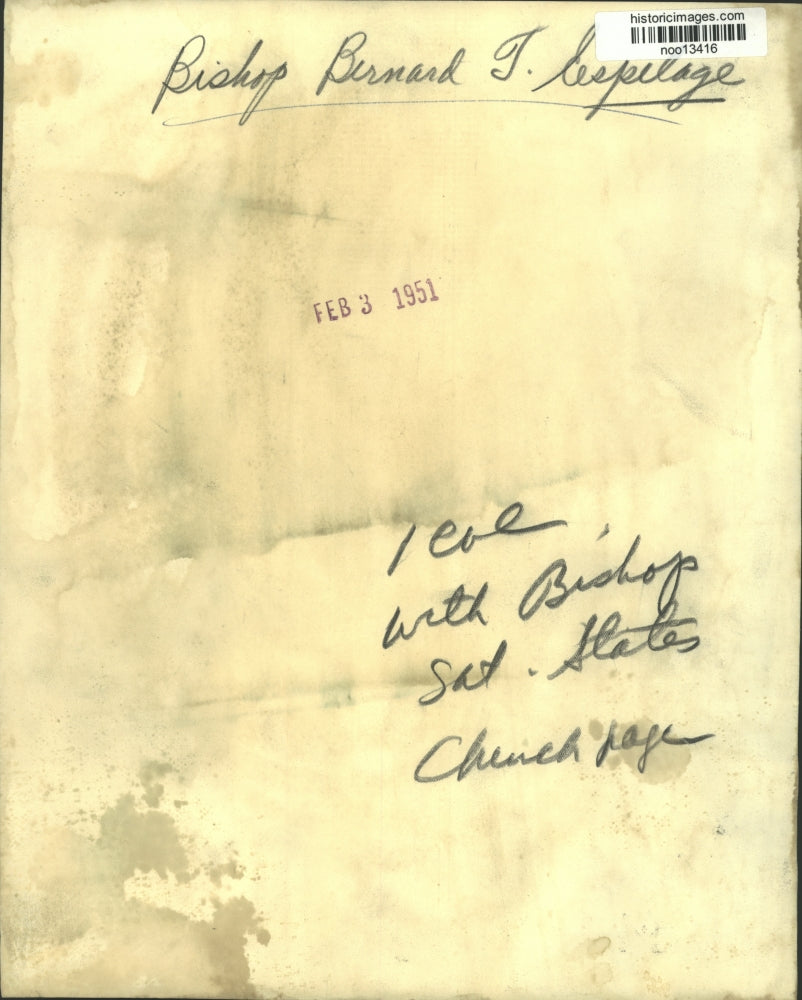 historicimages.com
noo13416
Bishop Bernard T. Espelage
FEB 3 1951
1 col
with Bishop
Sat. States
Church page